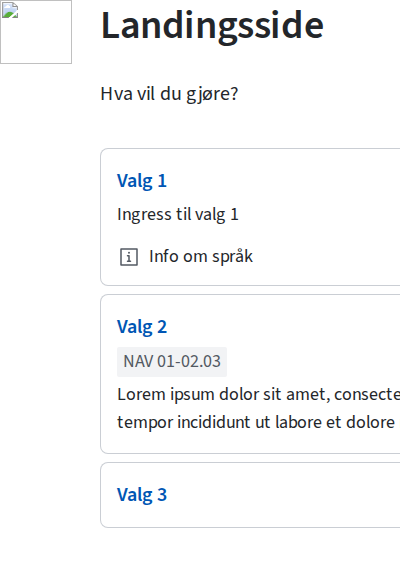 Landingsside
Hva vil du gjøre?
Valg 1
Ingress til valg 1
Info om språk
Valg 2
NAV 01-02.03
Lorem ipsum dolor sit amet, consecte
tempor incididunt ut labore et dolore
Valg 3